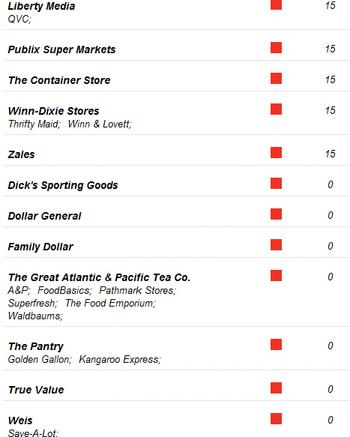 Liberty Media 15
QVC;
Publix Super Markets 15
The Container Store 15
Winn-Dixie Stores 15
Thrifty Maid; Winn & Lovett;
Zales 15
Dick's Sporting Goods 0
Dollar General 0
Family Dollar 0
The Great Atlantic & Pacific Tea Co. 0
A&P; FoodBasics; Pathmark Stores;
Superfresh; The Food Emporium;
Waldbaums;
The Pantry 0
Golden Gallon; Kangaroo Express;
True Value 0
Weis 0
Save-A-Lot;